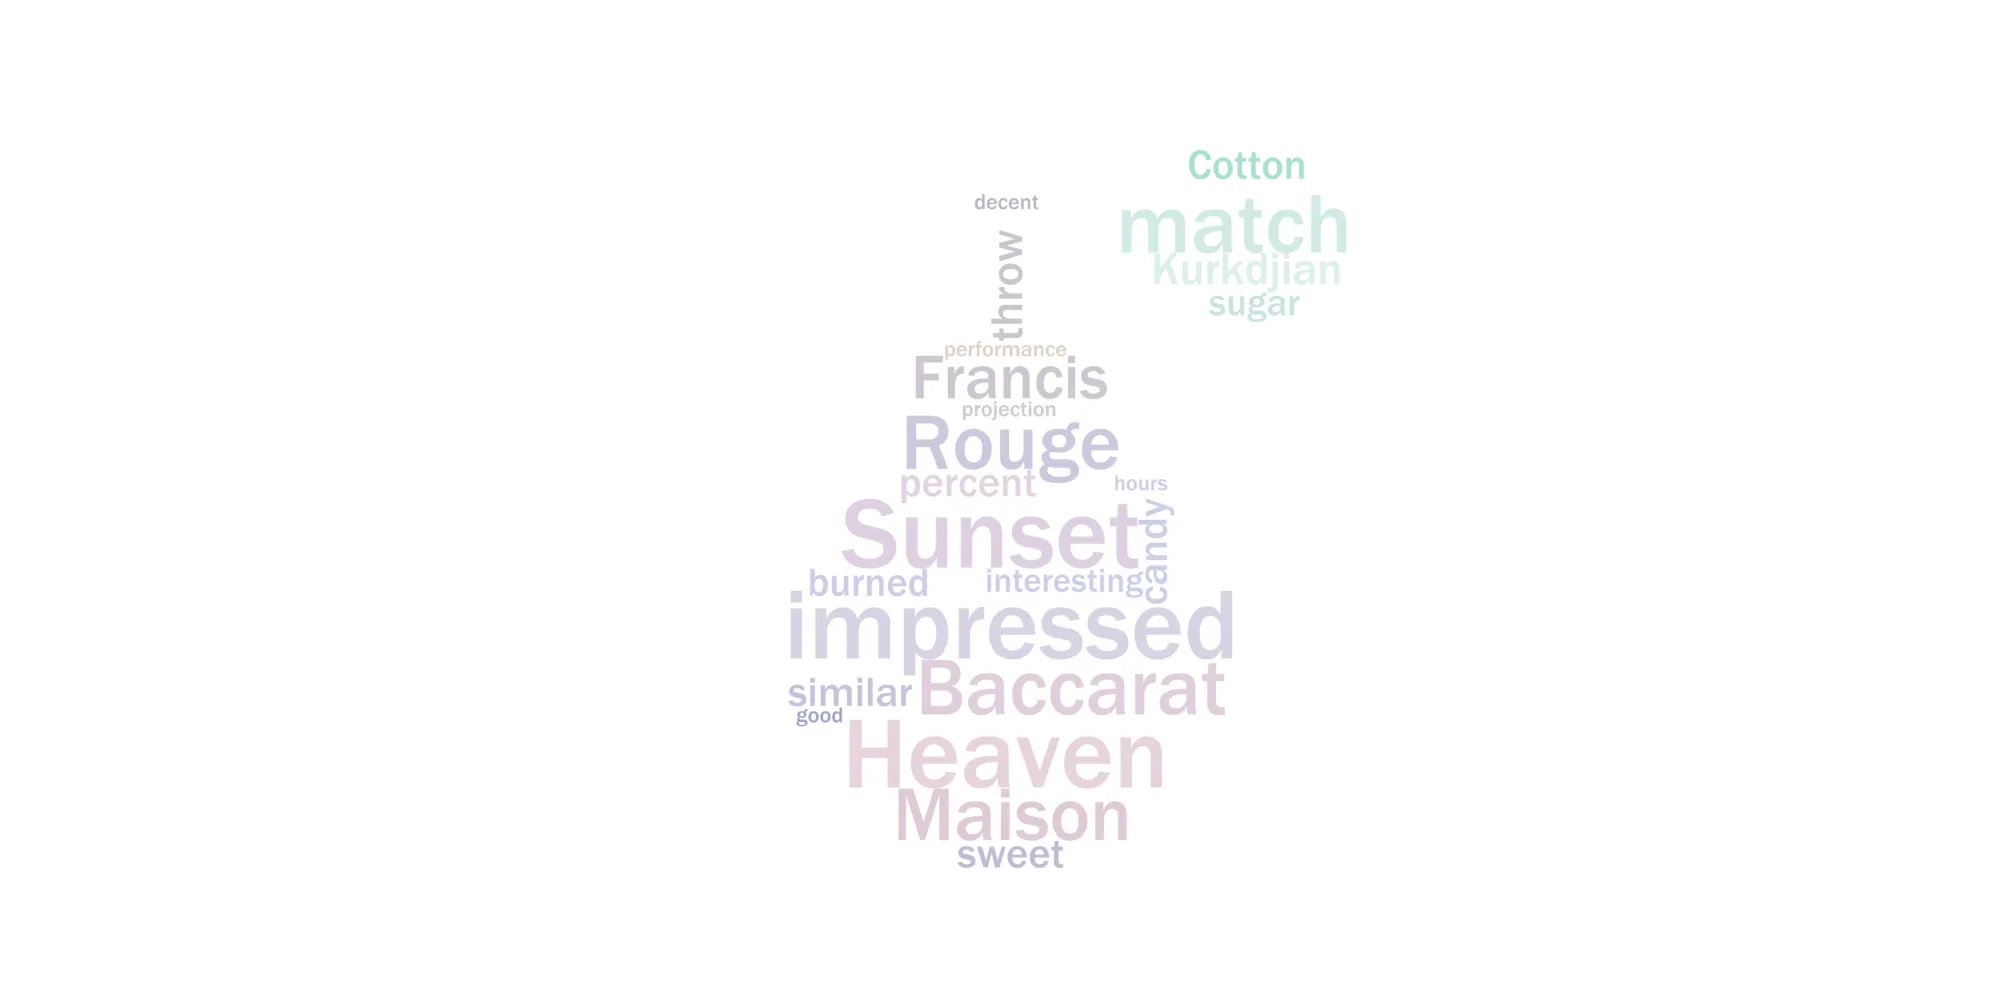 Cotton
match
Kurkdjian
sugar
decent
throw
performance
Francis
projection
Rouge
percent
hours
Sunset
candy
burned
interesting
impressed
similar
Baccarat
good
Heaven
Maison
sweet